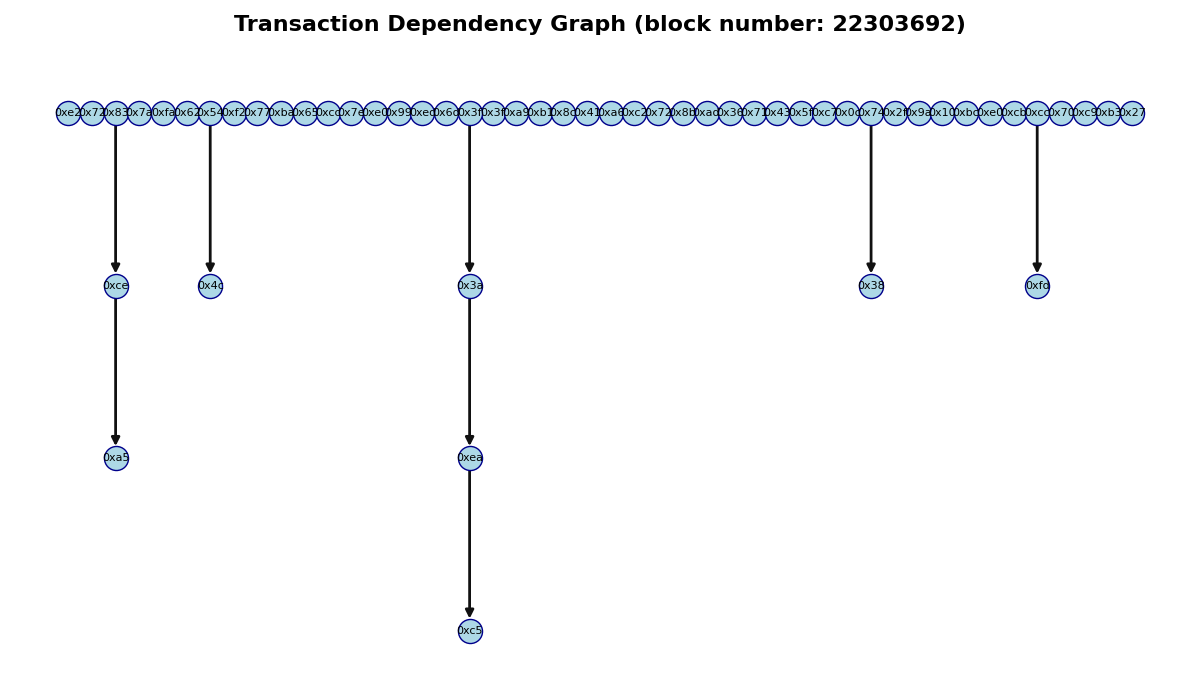 Transaction Dependency Graph (block number: 22303692)
0xe2 0x72 0x83 0x7a 0xfa 0x62 0x54 0xf2 0x77 0xba 0x65 0xcc 0x7e 0xe0 0x99 0xed 0x6d 0x3f 0x3f 0xa9 0xb1 0x8c 0x41 0xa6 0xc2 0x72 0x8b 0xad 0x36 0x71 0x43 0x5f 0xc7 0x0c 0x74 0x2f 0x9a 0x10 0xbc 0xe0 0xcb 0xcc 0x70 0xc9 0xb3 0x27
0xce 0x4c 0x3a 0x38 0xfd
0xa5 0xea
0xc5